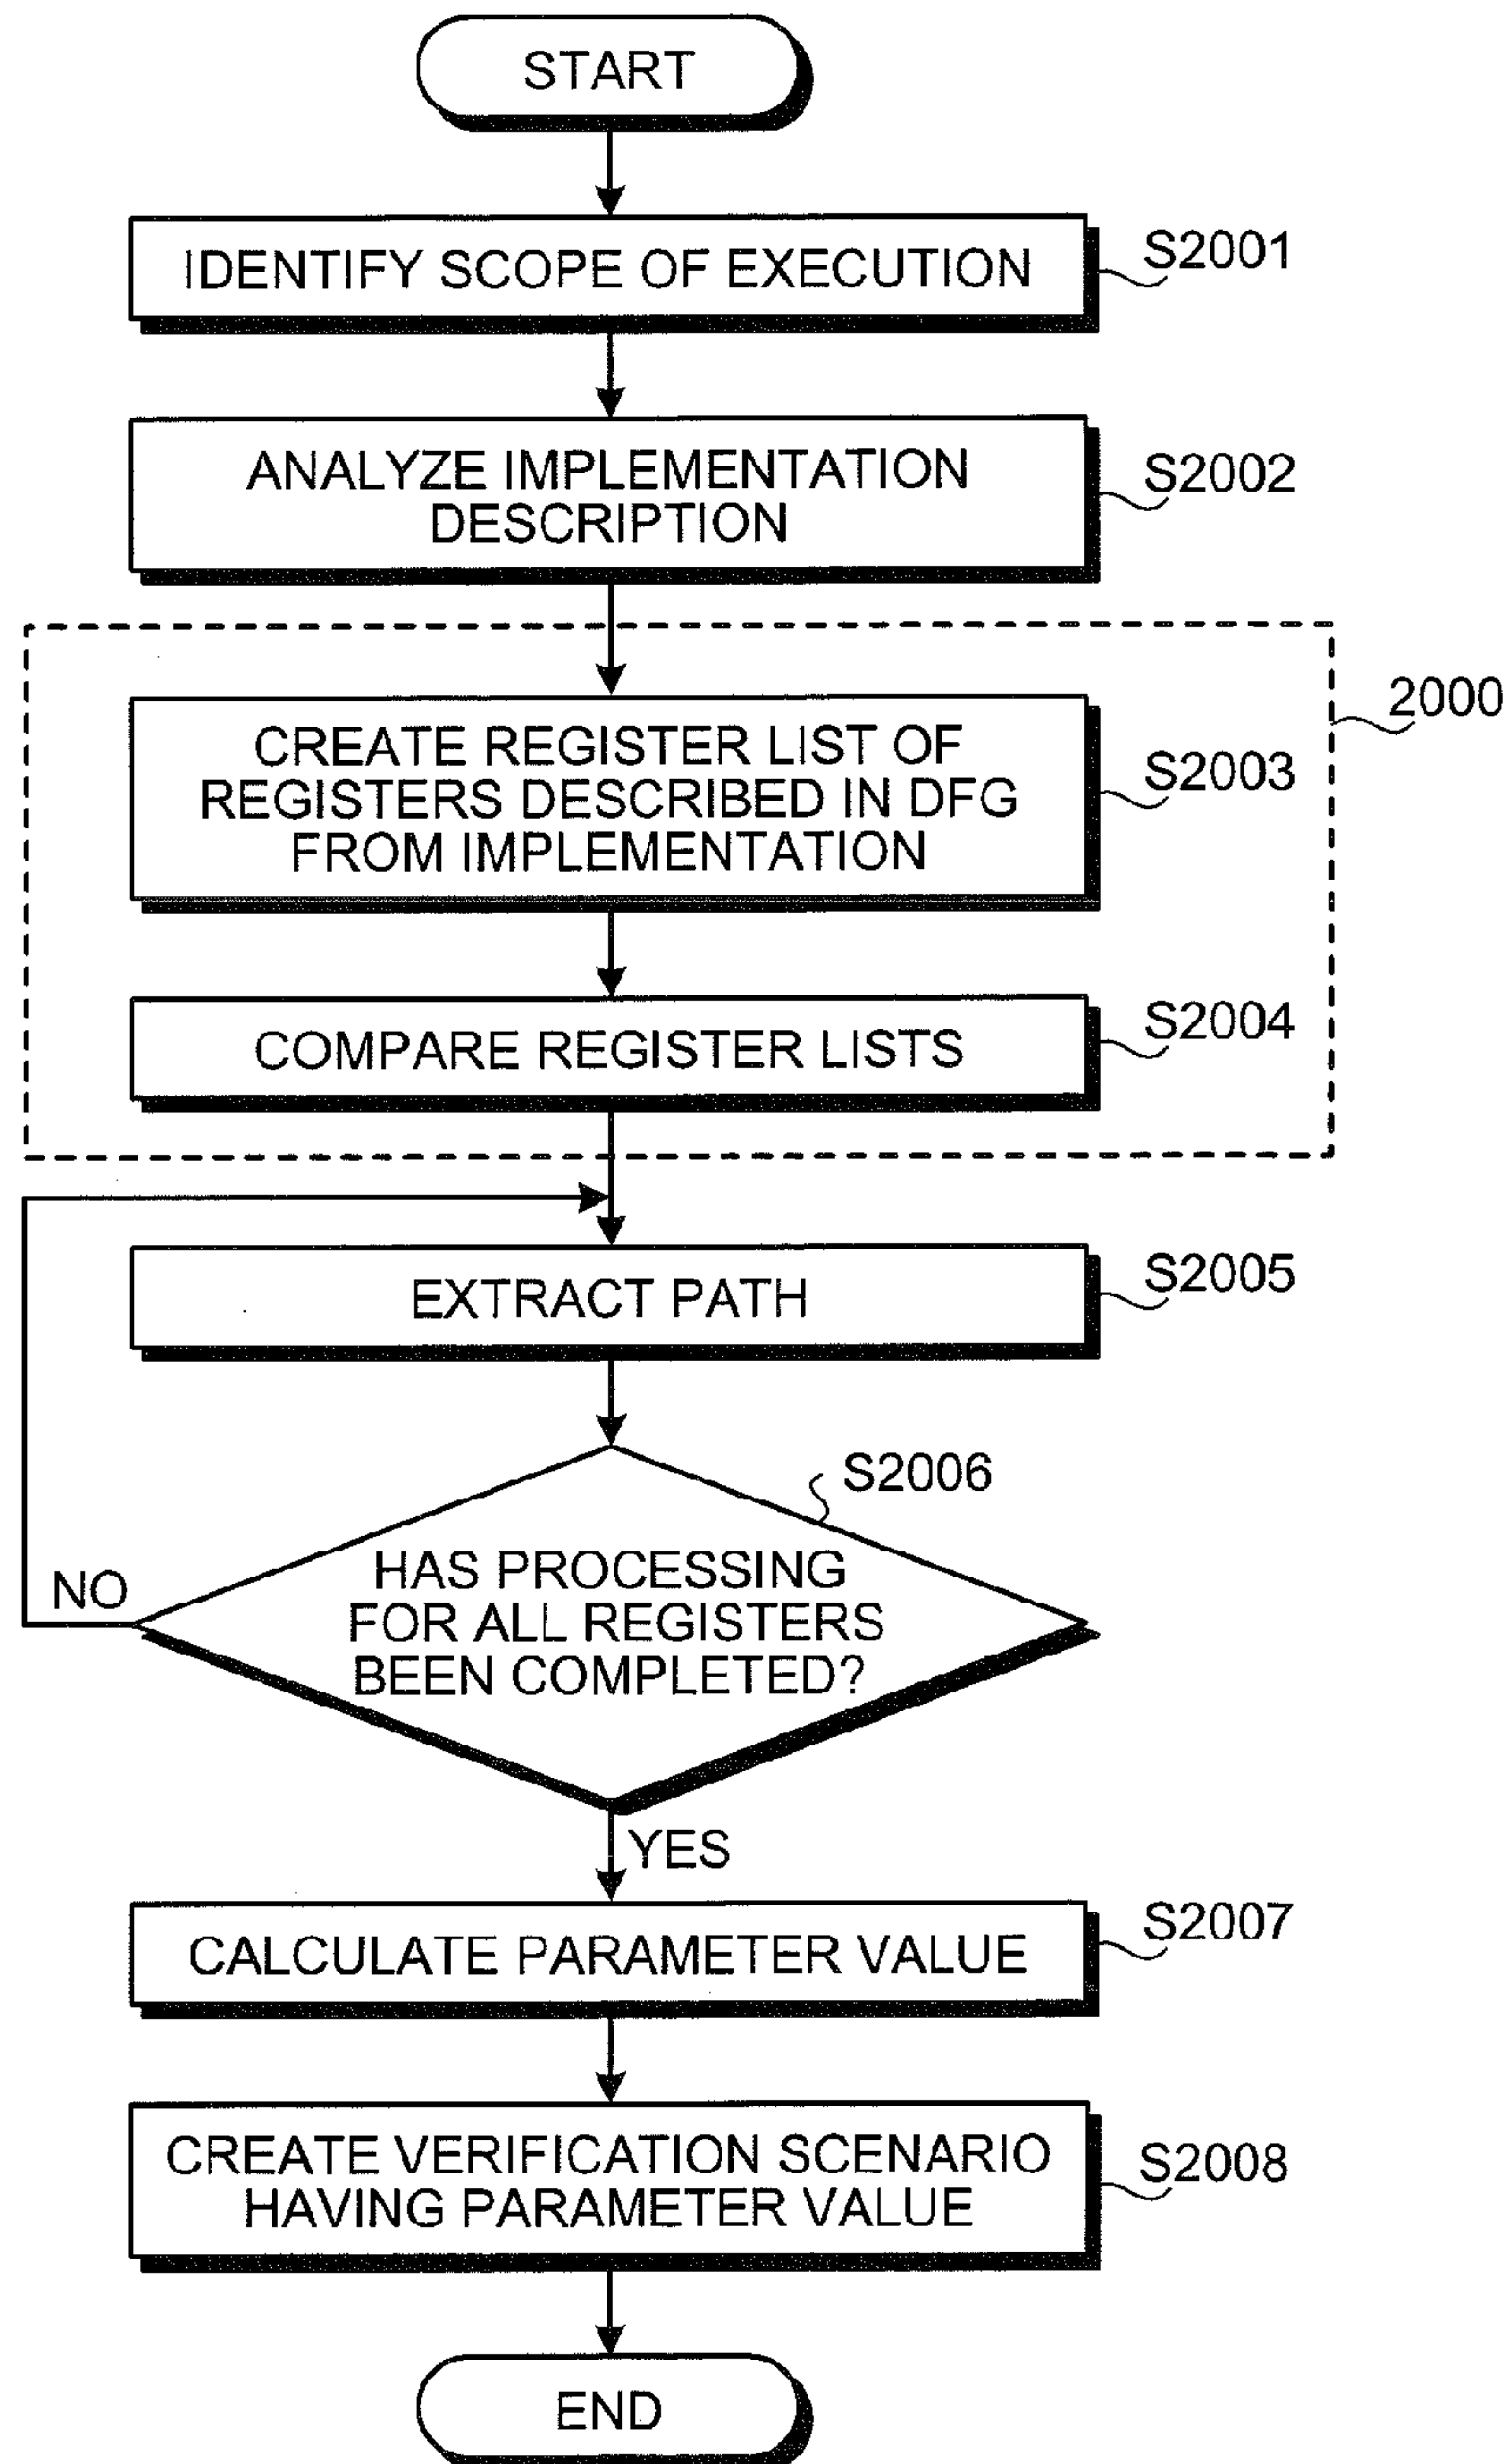 START
IDENTIFY SCOPE OF EXECUTION
S2001
ANALYZE IMPLEMENTATION
DESCRIPTION
S2002
2000
CREATE REGISTER LIST OF
REGISTERS DESCRIBED IN DFG
FROM IMPLEMENTATION
S2003
COMPARE REGISTER LISTS
S2004
EXTRACT PATH
S2005
S2006
HAS PROCESSING
FOR ALL REGISTERS
BEEN COMPLETED?
NO
YES
CALCULATE PARAMETER VALUE
S2007
CREATE VERIFICATION SCENARIO
HAVING PARAMETER VALUE
S2008
END